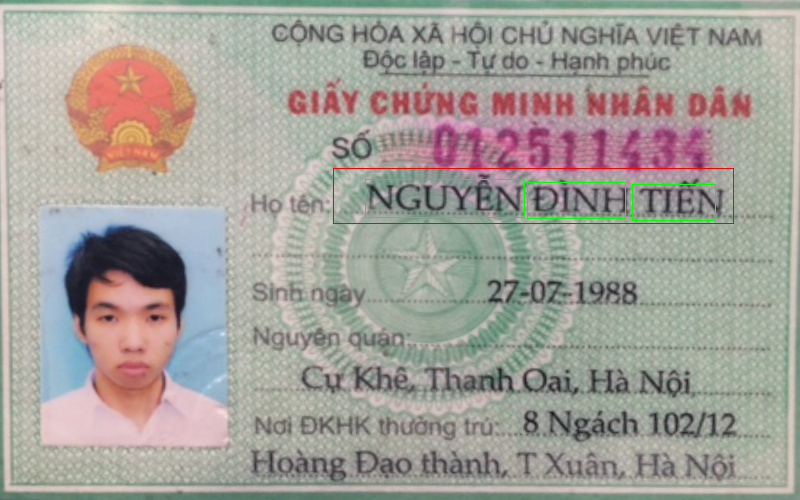 CỘNG HÒA XÃ HỘI CHỦ NGHĨA VIỆT NAM
Độc lập - Tự do - Hạnh phúc
GIẤY CHỨNG MINH NHÂN DÂN
SỐ 012511434
Họ tên: NGUYỄN ĐÌNH TIẾN
Sinh ngày 27-07-1988
Nguyên quán:
Cự Khê, Thanh Oai, Hà Nội
Nơi ĐKHK thường trú: 8 Ngách 102/12
Hoàng Đạo thành, T Xuân, Hà Nội
VIỆT NAM